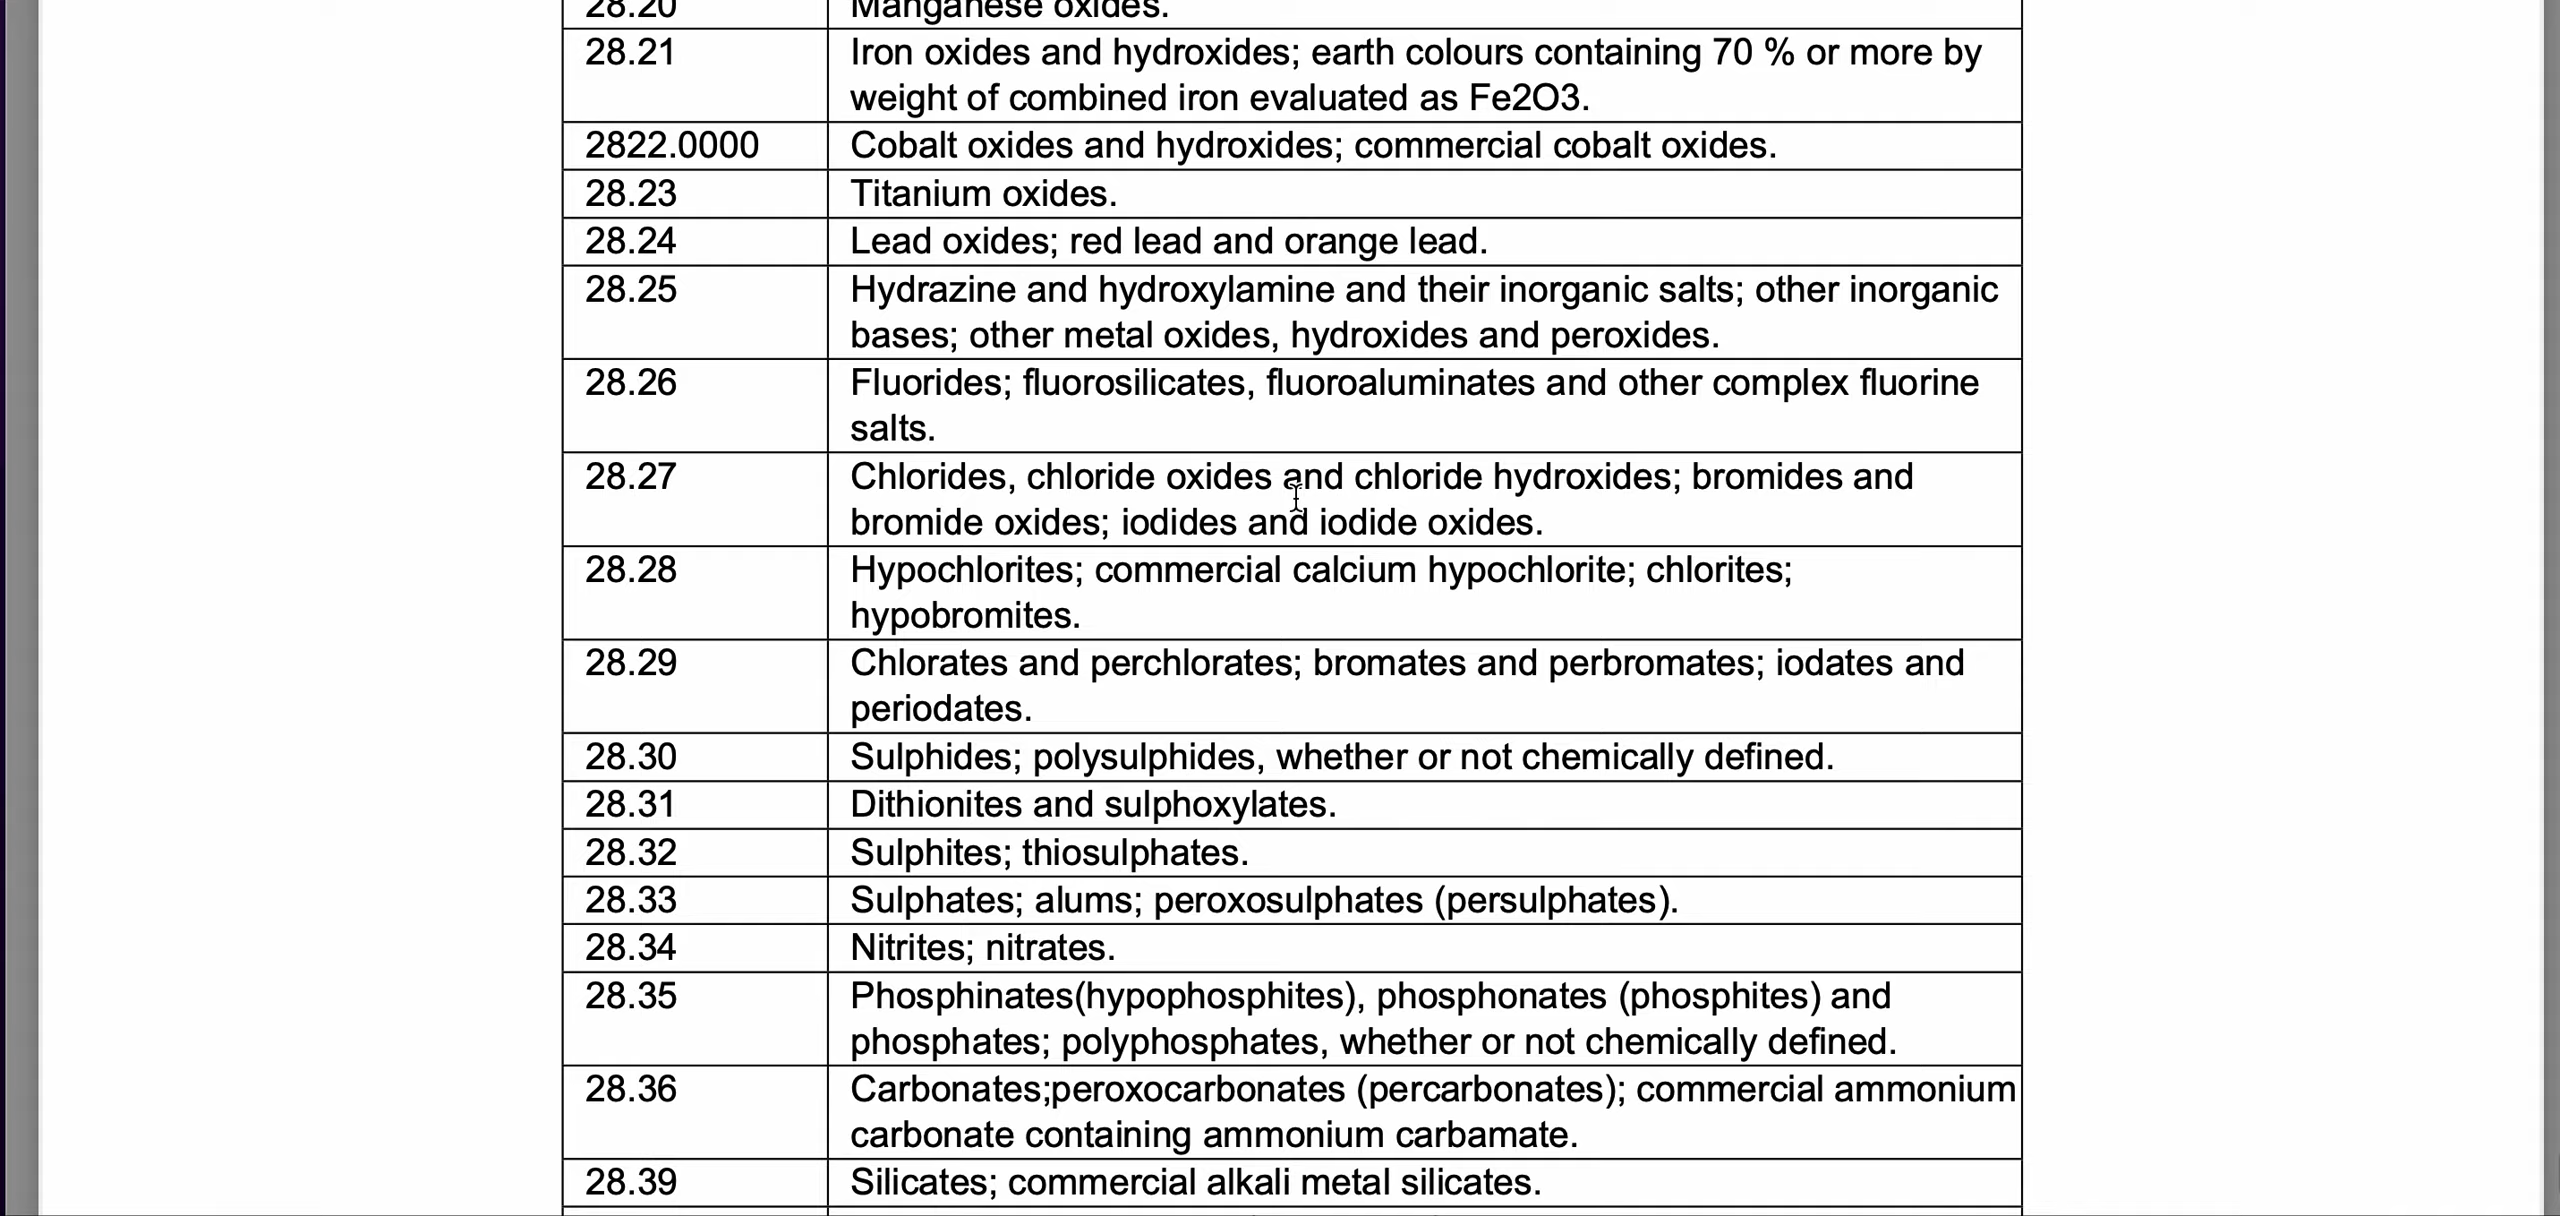 28.20 Manganese oxides.
28.21 Iron oxides and hydroxides; earth colours containing 70 % or more by
weight of combined iron evaluated as Fe2O3.
2822.0000 Cobalt oxides and hydroxides; commercial cobalt oxides.
28.23 Titanium oxides.
28.24 Lead oxides; red lead and orange lead.
28.25 Hydrazine and hydroxylamine and their inorganic salts; other inorganic
bases; other metal oxides, hydroxides and peroxides.
28.26 Fluorides; fluorosilicates, fluoroaluminates and other complex fluorine
salts.
28.27 Chlorides, chloride oxides and chloride hydroxides; bromides and
bromide oxides; iodides and iodide oxides.
28.28 Hypochlorites; commercial calcium hypochlorite; chlorites;
hypobromites.
28.29 Chlorates and perchlorates; bromates and perbromates; iodates and
periodates.
28.30 Sulphides; polysulphides, whether or not chemically defined.
28.31 Dithionites and sulphoxylates.
28.32 Sulphites; thiosulphates.
28.33 Sulphates; alums; peroxosulphates (persulphates).
28.34 Nitrites; nitrates.
28.35 Phosphinates(hypophosphites), phosphonates (phosphites) and
phosphates; polyphosphates, whether or not chemically defined.
28.36 Carbonates;peroxocarbonates (percarbonates); commercial ammonium
carbonate containing ammonium carbamate.
28.39 Silicates; commercial alkali metal silicates.